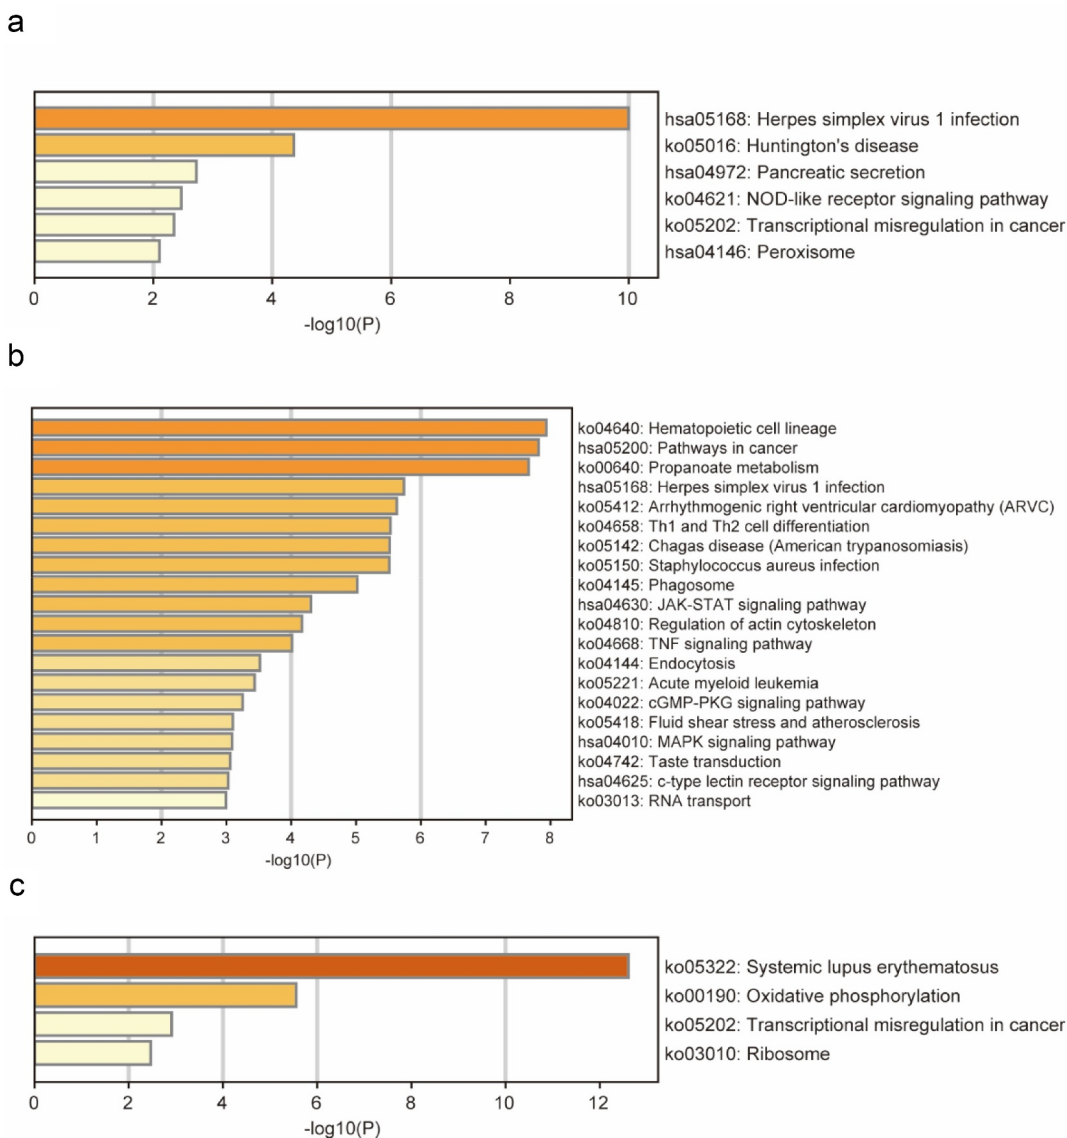 a
hsa05168: Herpes simplex virus 1 infection
ko05016: Huntington's disease
hsa04972: Pancreatic secretion
ko04621: NOD-like receptor signaling pathway
ko05202: Transcriptional misregulation in cancer
hsa04146: Peroxisome
0 2 4 6 8 10
-log10(P)
b
ko04640: Hematopoietic cell lineage
hsa05200: Pathways in cancer
ko00640: Propanoate metabolism
hsa05168: Herpes simplex virus 1 infection
ko05412: Arrhythmogenic right ventricular cardiomyopathy (ARVC)
ko04658: Th1 and Th2 cell differentiation
ko05142: Chagas disease (American trypanosomiasis)
ko05150: Staphylococcus aureus infection
ko04145: Phagosome
hsa04630: JAK-STAT signaling pathway
ko04810: Regulation of actin cytoskeleton
ko04668: TNF signaling pathway
ko04144: Endocytosis
ko05221: Acute myeloid leukemia
ko04022: cGMP-PKG signaling pathway
ko05418: Fluid shear stress and atherosclerosis
hsa04010: MAPK signaling pathway
ko04742: Taste transduction
hsa04625: c-type lectin receptor signaling pathway
ko03013: RNA transport
0 1 2 3 4 5 6 7 8
-log10(P)
c
ko05322: Systemic lupus erythematosus
ko00190: Oxidative phosphorylation
ko05202: Transcriptional misregulation in cancer
ko03010: Ribosome
0 2 4 6 8 10 12
-log10(P)